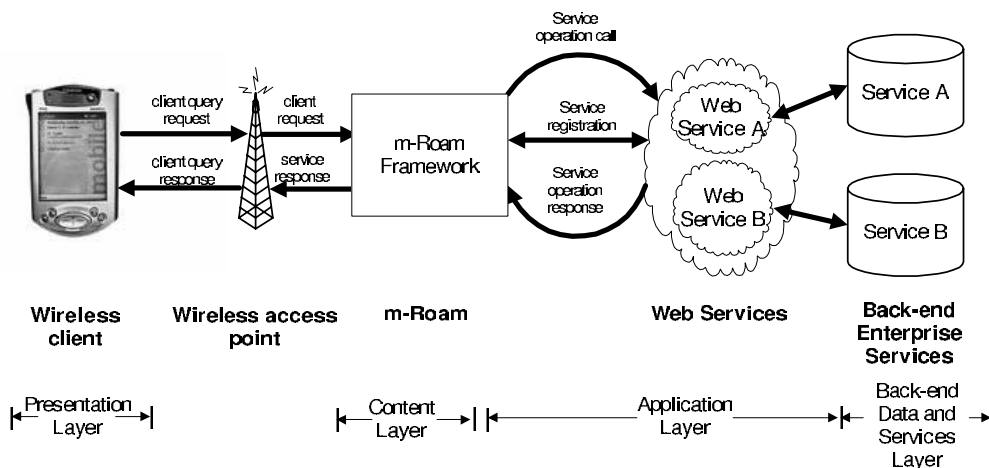 Service
operation call
client query
request
client
request
client query
response
service
response
m-Roam
Framework
Service
registration
Service
operation
response
Web
Service A
Web
Service B
Service A
Service B
Wireless
client
Wireless access
point
m-Roam
Web Services
Back-end
Enterprise
Services
Presentation
Layer
Content
Layer
Application
Layer
Back-end
Data and
Services
Layer